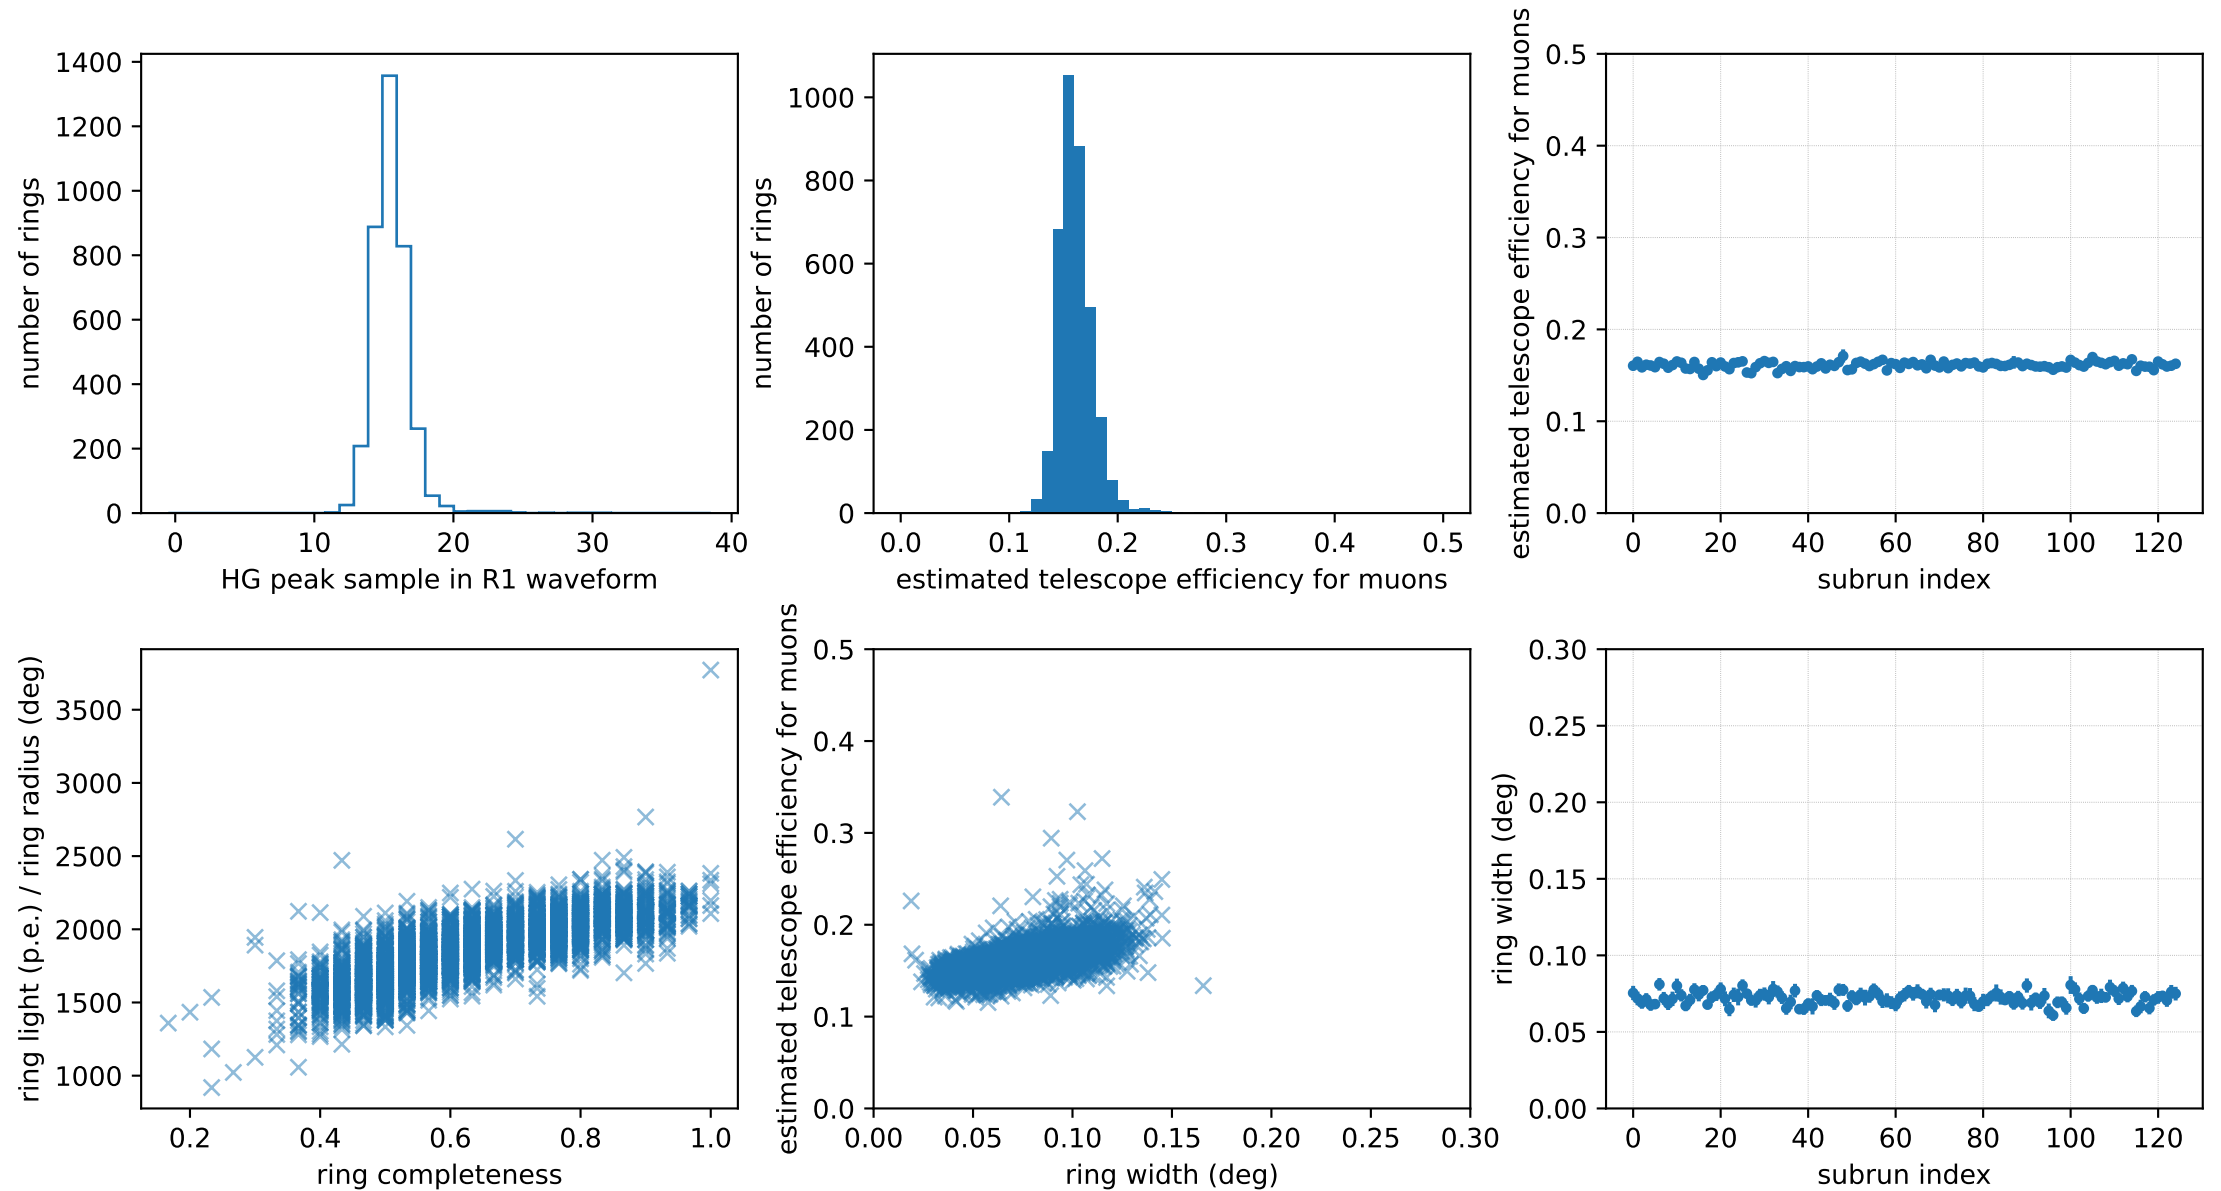 1400
1200
1000
800
600
400
200
0
number of rings
0 10 20 30 40
HG peak sample in R1 waveform
1000
800
600
400
200
0
number of rings
0.0 0.1 0.2 0.3 0.4 0.5
estimated telescope efficiency for muons
0.5
0.4
0.3
0.2
0.1
0.0
estimated telescope efficiency for muons
0 20 40 60 80 100 120
subrun index
3500
3000
2500
2000
1500
1000
ring light (p.e.) / ring radius (deg)
0.2 0.4 0.6 0.8 1.0
ring completeness
0.5
0.4
0.3
0.2
0.1
0.0
estimated telescope efficiency for muons
0.00 0.05 0.10 0.15 0.20 0.25 0.30
ring width (deg)
0.30
0.25
0.20
0.15
0.10
0.05
0.00
ring width (deg)
0 20 40 60 80 100 120
subrun index